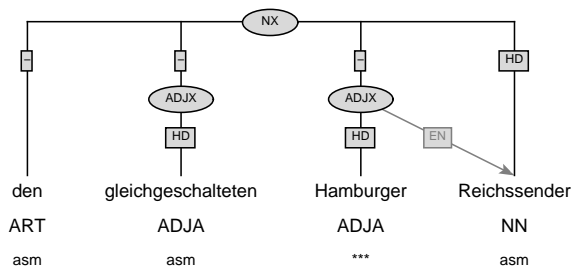 NX
– – – HD
ADJX ADJX
HD HD EN
den gleichgeschalteten Hamburger Reichssender
ART ADJA ADJA NN
asm asm *** asm